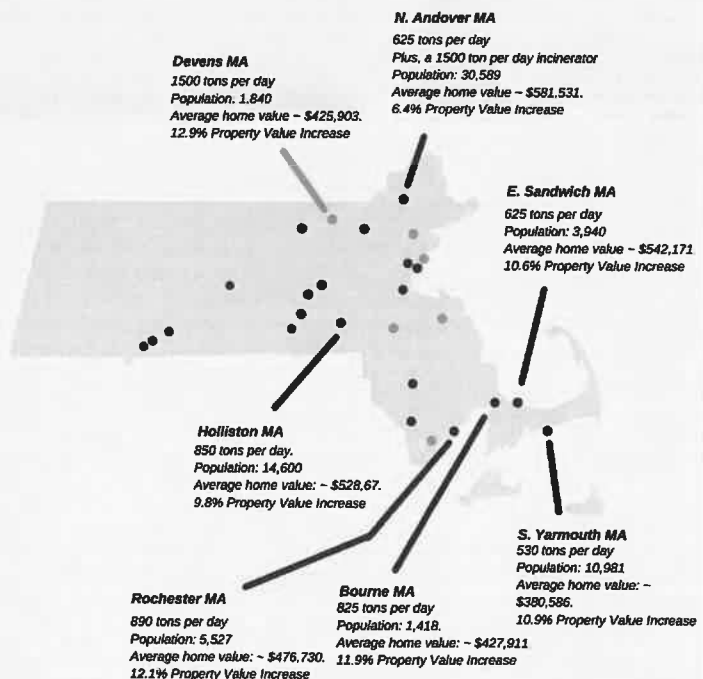 N. Andover MA
625 tons per day
Plus, a 1500 ton per day incinerator
Population: 30,589
Average home value ~ $581,531.
6.4% Property Value Increase
Devens MA
1500 tons per day
Population. 1,840
Average home value ~ $425,903.
12.9% Property Value Increase
E. Sandwich MA
625 tons per day
Population: 3,940
Average home value ~ $542,171
10.6% Property Value Increase
Holliston MA
850 tons per day.
Population: 14,600
Average home value: ~ $528,67.
9.8% Property Value Increase
S. Yarmouth MA
530 tons per day
Population: 10,981
Average home value: ~
$380,586.
10.9% Property Value Increase
Rochester MA
890 tons per day
Population: 5,527
Average home value: ~ $476,730.
12.1% Property Value Increase
Bourne MA
825 tons per day
Population: 1,418.
Average home value: ~ $427,911
11.9% Property Value Increase